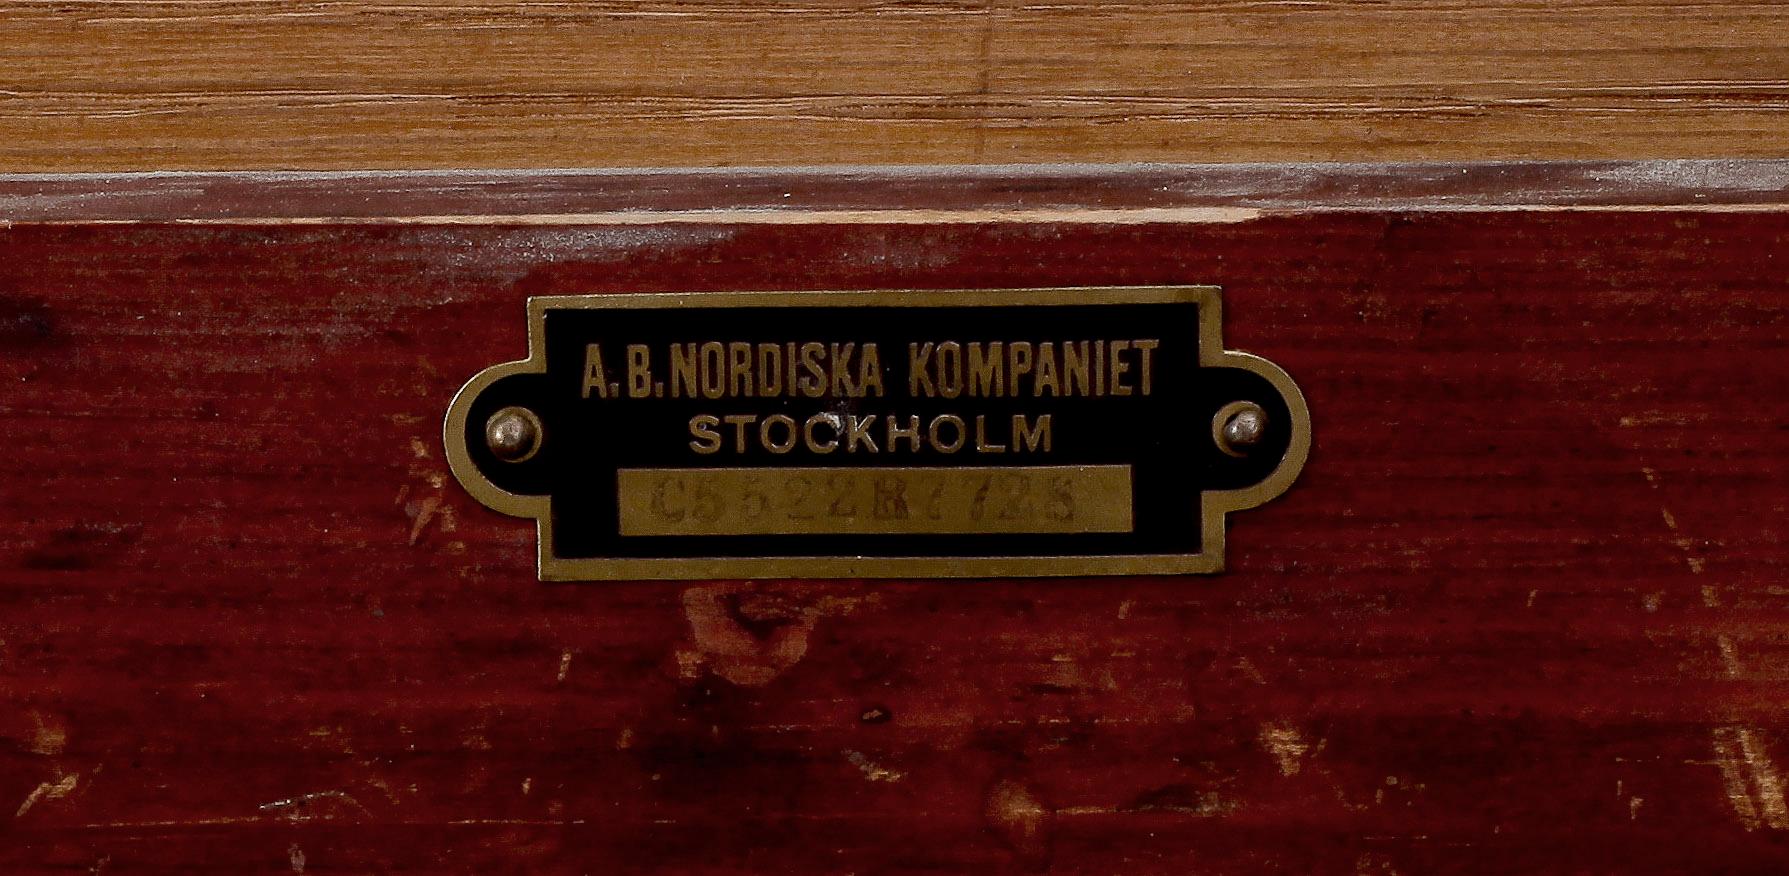 A.B. NORDISKA KOMPANIET
STOCKHOLM